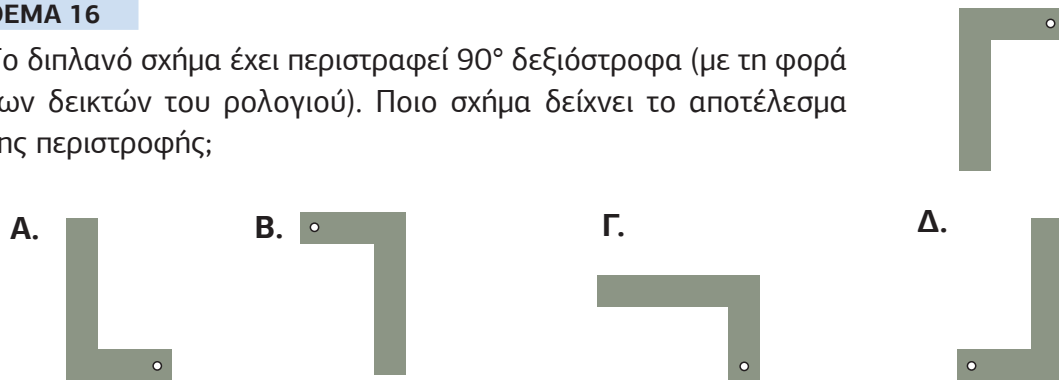 ΘΕΜΑ 16
Το διπλανό σχήμα έχει περιστραφεί 90° δεξιόστροφα (με τη φορά
των δεικτών του ρολογιού). Ποιο σχήμα δείχνει το αποτέλεσμα
της περιστροφής;
Α. Β. Γ. Δ.